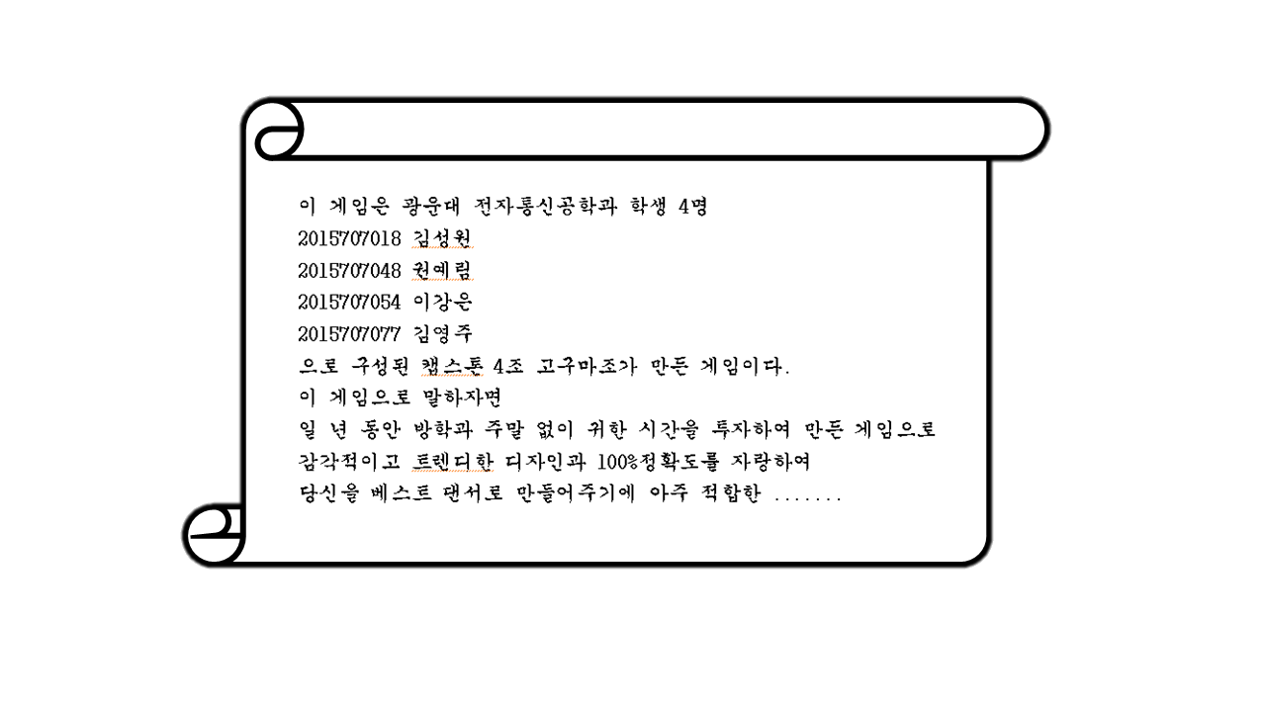 이 게임은 광운대 전자통신공학과 학생 4명
2015707018 김성원
2015707048 권예림
2015707054 이강은
2015707077 김영주
으로 구성된 캡스톤 4조 고구마조가 만든 게임이다.
이 게임으로 말하자면
일 년 동안 방학과 주말 없이 귀한 시간을 투자하여 만든 게임으로
감각적이고 트렌디한 디자인과 100%정확도를 자랑하여
당신을 베스트 댄서로 만들어주기에 아주 적합한 .......